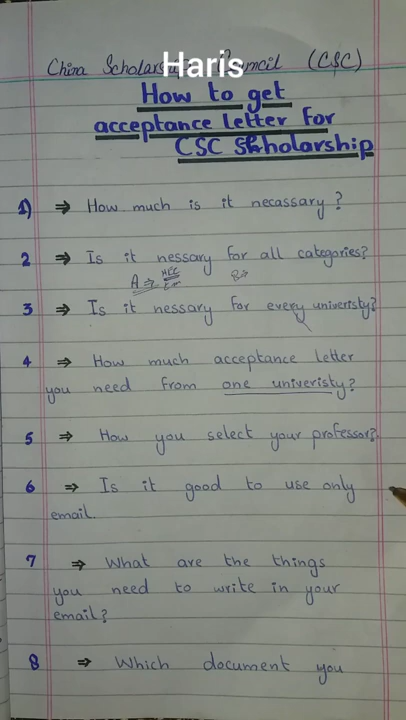 China Scholarship Council (CSC)
Haris
How to get
acceptance letter for
CSC Scholarship
1) ⇒ How much is it necassary?
2 ⇒ Is it nessary for all categories?
A → HEC
3 ⇒ Is it nessary for every univeristy?
4 ⇒ How much acceptance letter
you need from one univeristy?
5 ⇒ How you select your professor?
6 ⇒ Is it good to use only
email.
7 ⇒ What are the things
you need to write in your
email?
8 ⇒ Which document you